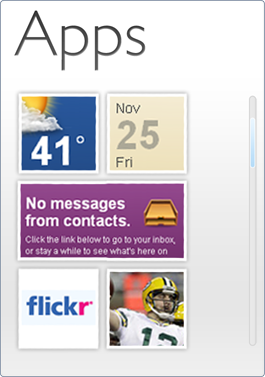 Apps
41°
Nov
25
Fri
No messages
from contacts.
Click the link below to go to your inbox,
or stay a while to see what's here on
flickr
12